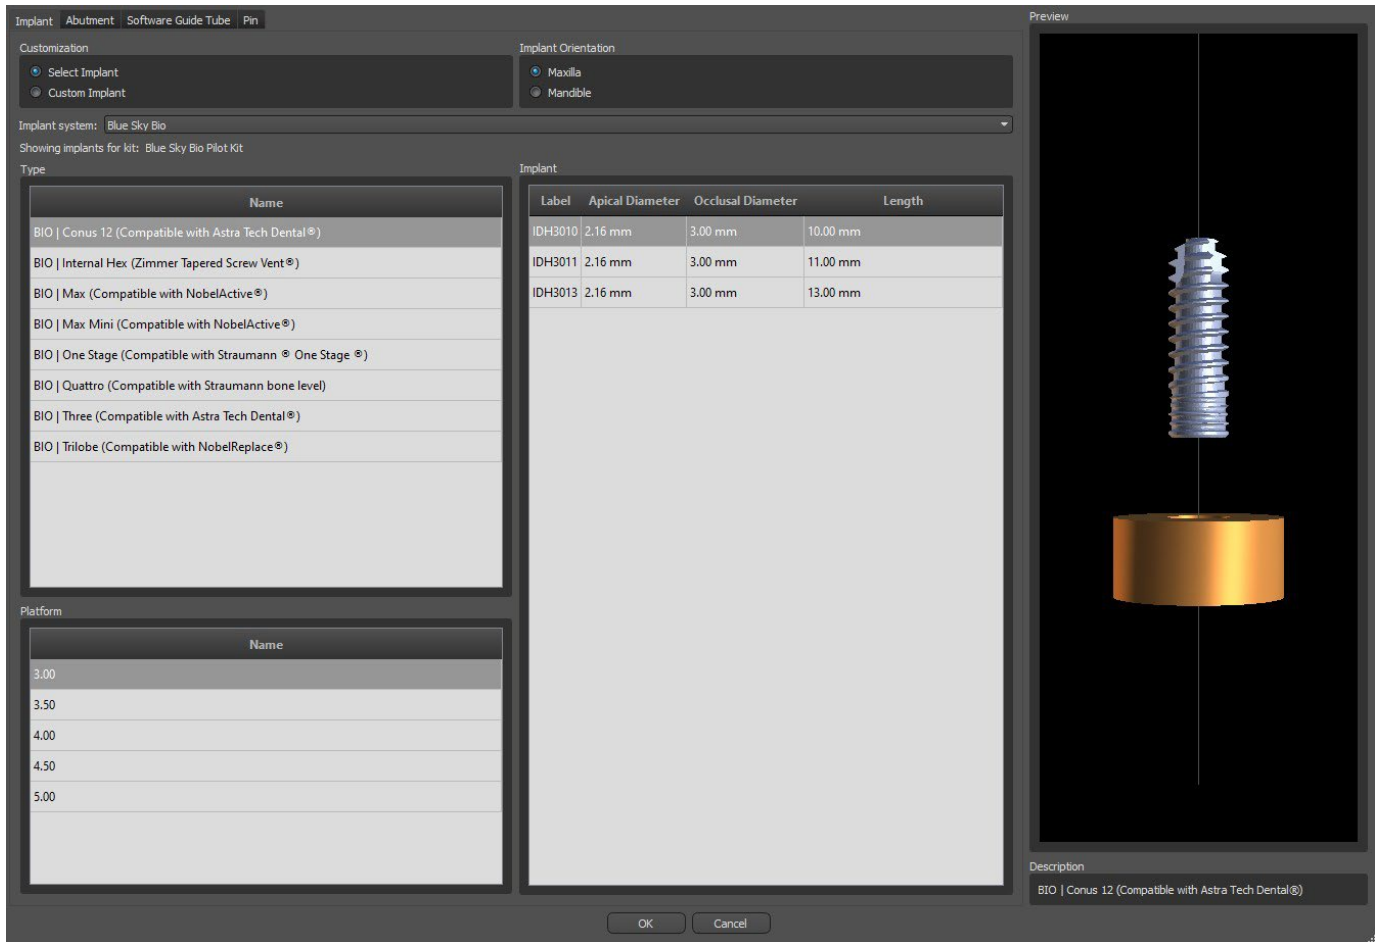 Implant Abutment Software Guide Tube Pin
Customization
Select Implant
Custom Implant
Implant Orientation
Maxilla
Mandible
Implant system: Blue Sky Bio
Showing implants for kit: Blue Sky Bio Pilot Kit
Type
Name
BIO | Conus 12 (Compatible with Astra Tech Dental®)
BIO | Internal Hex (Zimmer Tapered Screw Vent®)
BIO | Max (Compatible with NobelActive®)
BIO | Max Mini (Compatible with NobelActive®)
BIO | One Stage (Compatible with Straumann ® One Stage ®)
BIO | Quattro (Compatible with Straumann bone level)
BIO | Three (Compatible with Astra Tech Dental®)
BIO | Trilobe (Compatible with NobelReplace®)
Platform
Name
3.00
3.50
4.00
4.50
5.00
Implant
Label Apical Diameter Occlusal Diameter Length
IDH3010 2.16 mm 3.00 mm 10.00 mm
IDH3011 2.16 mm 3.00 mm 11.00 mm
IDH3013 2.16 mm 3.00 mm 13.00 mm
Preview
Description
BIO | Conus 12 (Compatible with Astra Tech Dental®)
OK Cancel